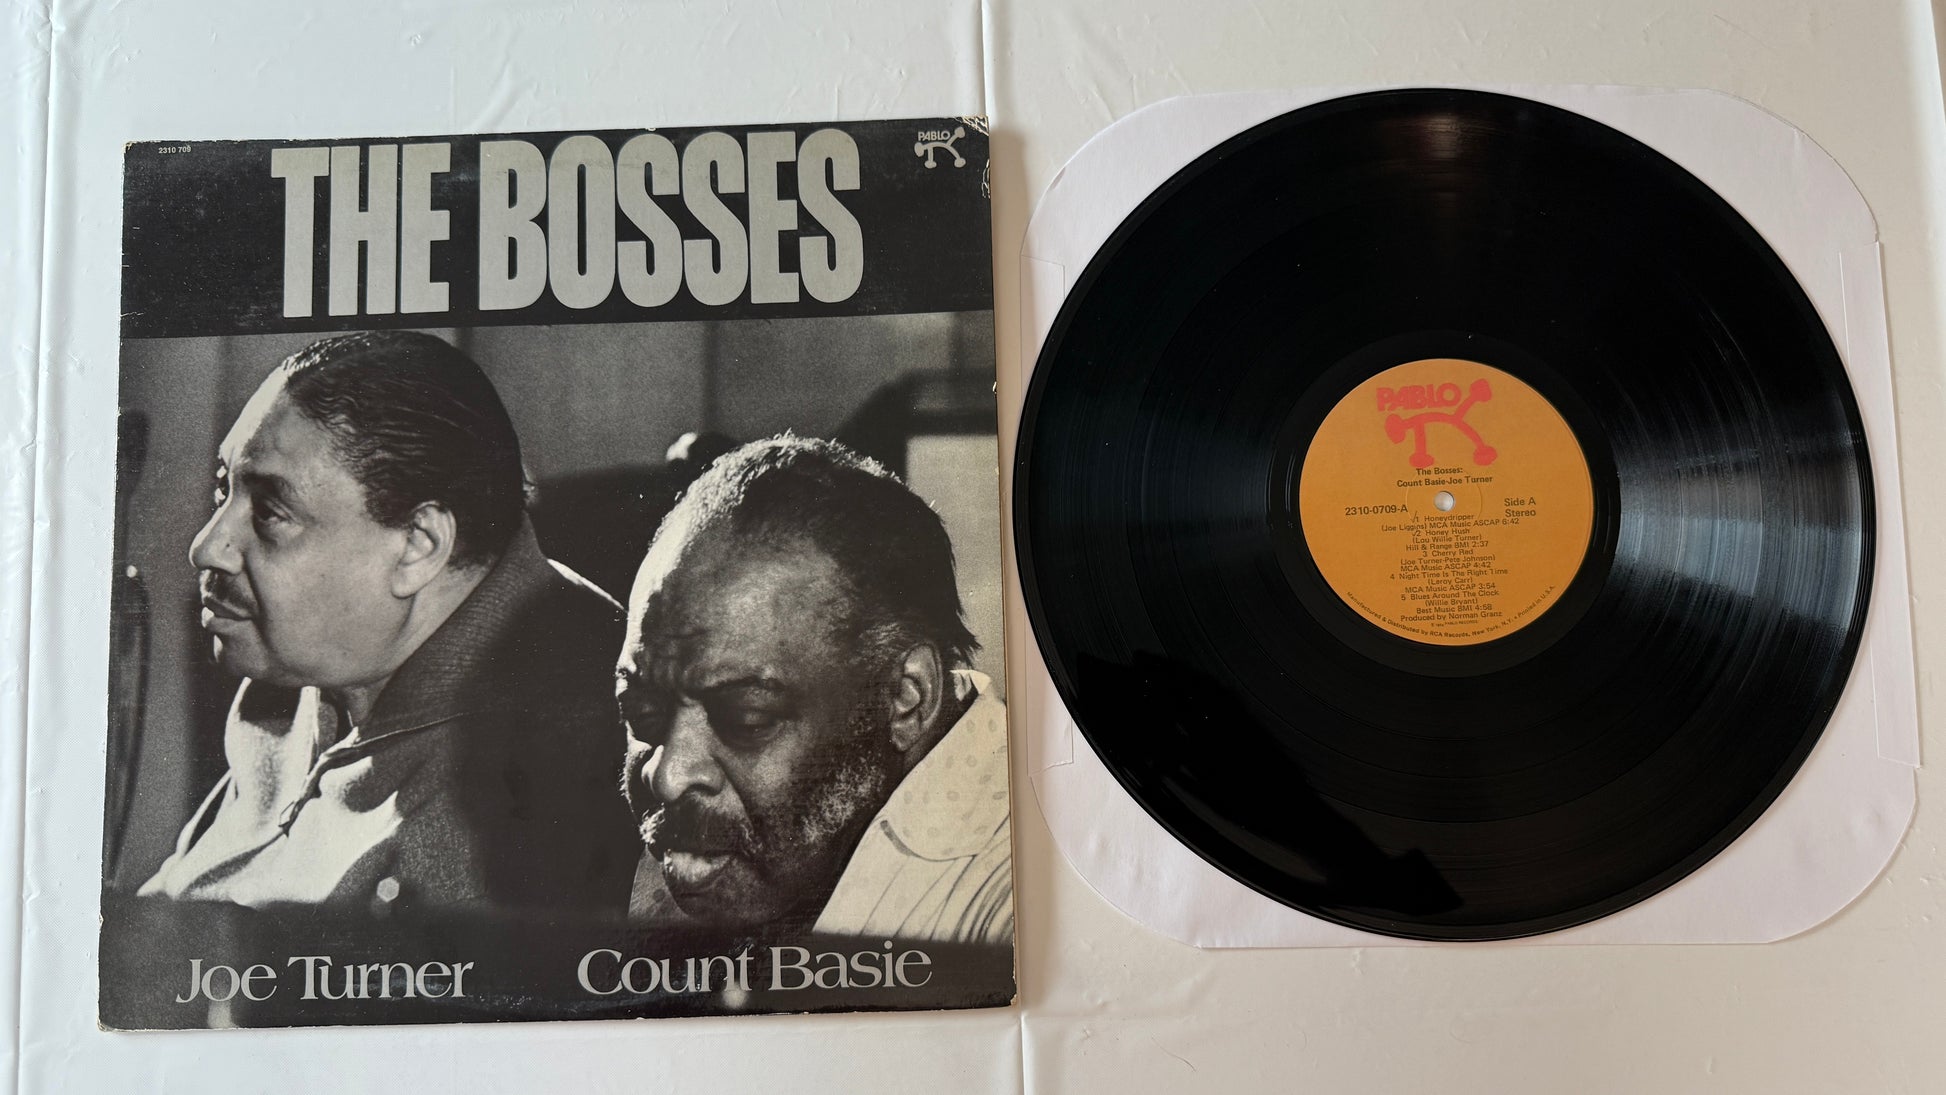 2310 709
THE BOSSES
PABLO
Joe Turner
Count Basie
PABLO
The Bosses:
Count Basie-Joe Turner
2310-0709-A
Side A
Stereo
√1 Honeydripper
(Joe Liggins) MCA Music ASCAP 6:42
√2 Honey Hush
(Lou Willie Turner)
Hill & Range BMI 2:37
3 Cherry Red
(Joe Turner-Pete Johnson)
MCA Music ASCAP 4:42
4 Night Time Is The Right Time
(Leroy Carr)
MCA Music ASCAP 3:54
5 Blues Around The Clock
(Willie Bryant)
Best Music BMI 4:58
Produced by Norman Granz
© 1974 PABLO RECORDS
Manufactured & Distributed by RCA Records, New York, N.Y. • Printed in U.S.A.